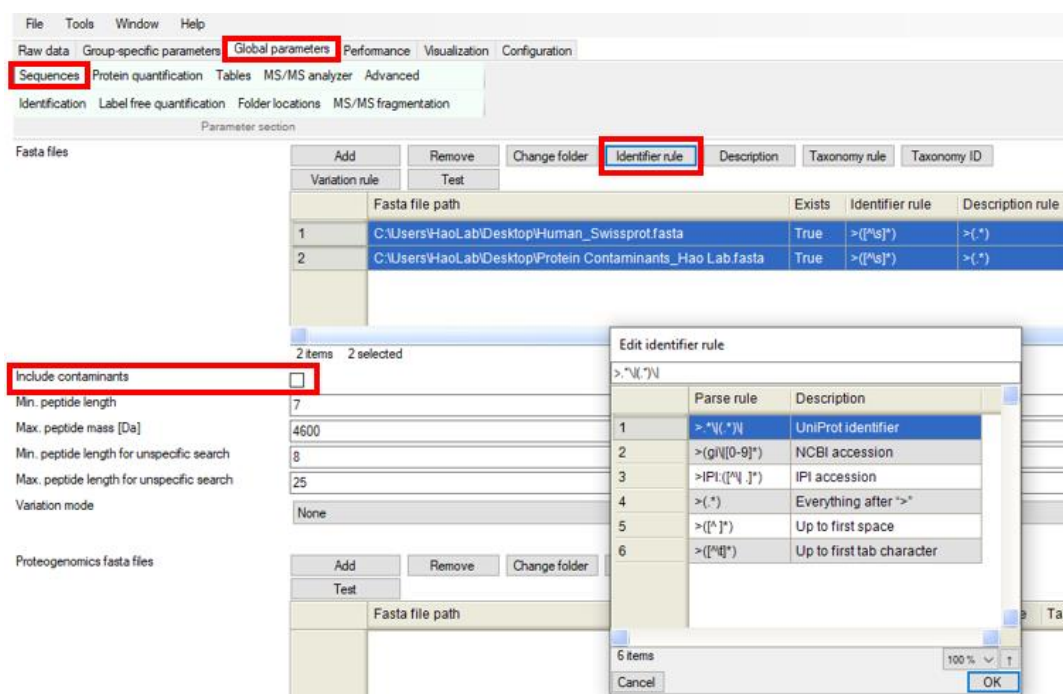 File Tools Window Help
Raw data Group-specific parameters Global parameters Performance Visualization Configuration
Sequences Protein quantification Tables MS/MS analyzer Advanced
Identification Label free quantification Folder locations MS/MS fragmentation
Parameter section
Fasta files
Add Remove Change folder Identifier rule Description Taxonomy rule Taxonomy ID
Variation rule Test
Fasta file path Exists Identifier rule Description rule
1 C:\Users\HaoLab\Desktop\Human_Swissprot.fasta True >([^\s]*) >(.*)
2 C:\Users\HaoLab\Desktop\Protein Contaminants_Hao Lab.fasta True >([^\s]*) >(.*)
2 items 2 selected
Include contaminants
Min. peptide length 7
Max. peptide mass [Da] 4600
Min. peptide length for unspecific search 8
Max. peptide length for unspecific search 25
Variation mode None
Proteogenomics fasta files
Add Remove Change folder
Test
Fasta file path
Edit identifier rule
>.*\|(.*)\|
Parse rule Description
1 >.*\|(.*)\| UniProt identifier
2 >(gi\|[0-9]*) NCBI accession
3 >IPI:([^\| .]*) IPI accession
4 >(.*) Everything after “>”
5 >([^ ]*) Up to first space
6 >([^\t]*) Up to first tab character
6 items 100 % ↑
Cancel OK
e Ta